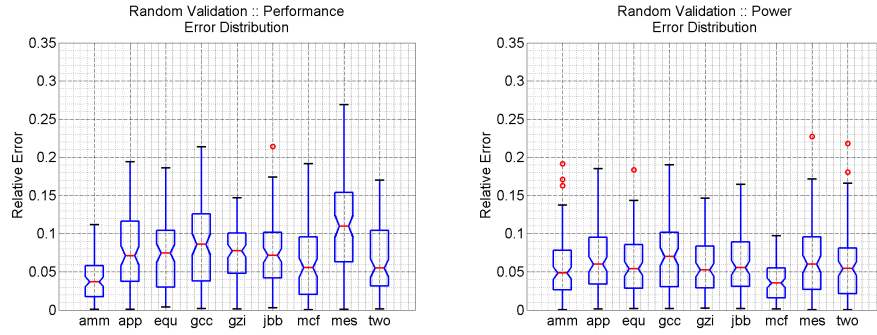 Random Validation :: Performance
Error Distribution
0.35
0.3
0.25
0.2
0.15
0.1
0.05
0
Relative Error
amm app equ gcc gzi jbb mcf mes two
Random Validation :: Power
Error Distribution
0.35
0.3
0.25
0.2
0.15
0.1
0.05
0
Relative Error
amm app equ gcc gzi jbb mcf mes two